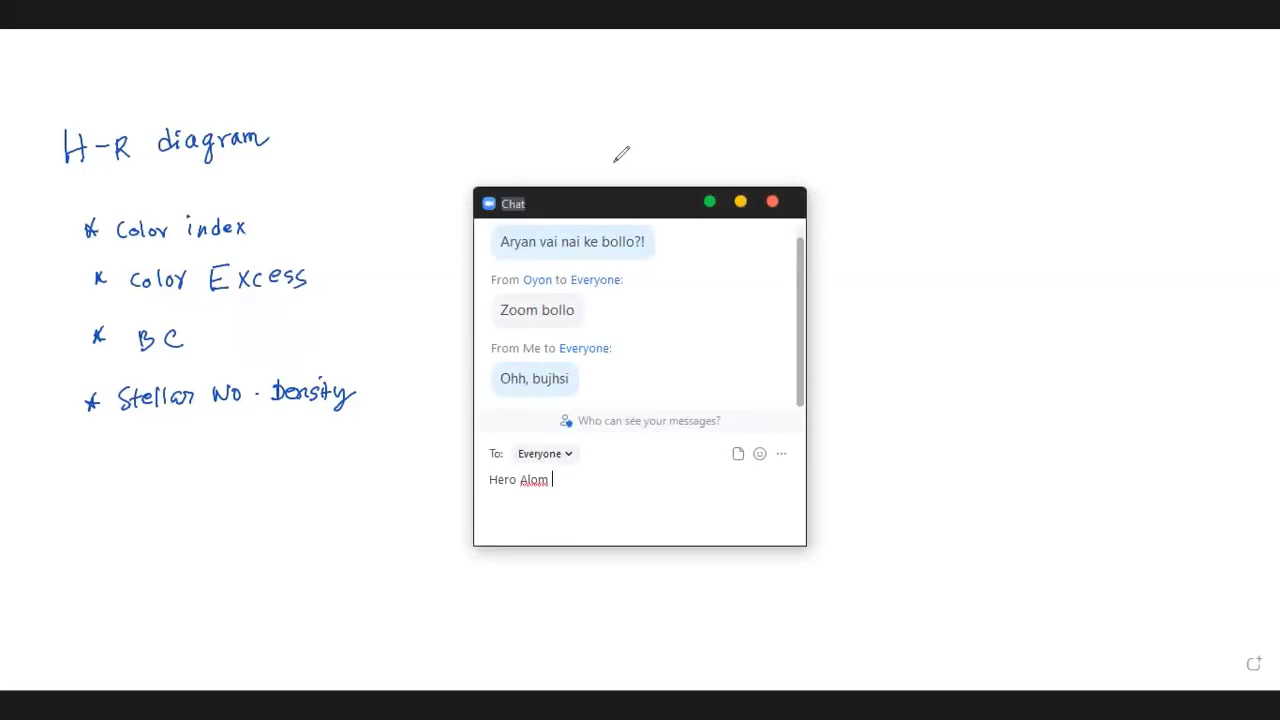 H-R diagram
* Color index
* Color Excess
* BC
* Stellar No. Density
Chat
Aryan vai nai ke bollo?!
From Oyon to Everyone:
Zoom bollo
From Me to Everyone:
Ohh, bujhsi
Who can see your messages?
To: Everyone
Hero Alom